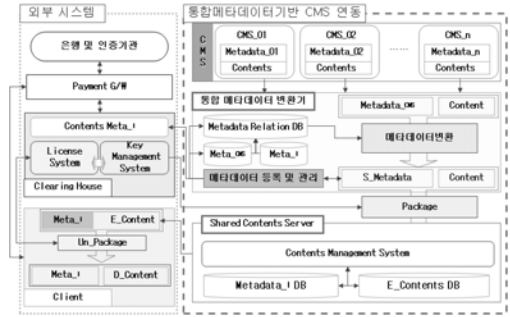 외부 시스템
은행 및 인증기관
Payment G/W
Contents Meta_I
License System
Key Management System
Clearing House
Meta_I
E_Content
Un_Package
Meta_I
D_Content
Client
통합메타데이터기반 CMS 연동
CMS
CMS_01
Metadata_01
Contents
CMS_02
Metadata_02
Contents
......
CMS_n
Metadata_n
Contents
통합 메타데이터 변환기
Metadata_CMS
Content
Metadata Relation DB
메타데이터변환
Meta_CMS
Meta_I
메타데이터 등록 및 관리
S_Metadata
Content
Package
Shared Contents Server
Contents Management System
Metadata_I DB
E_Contents DB